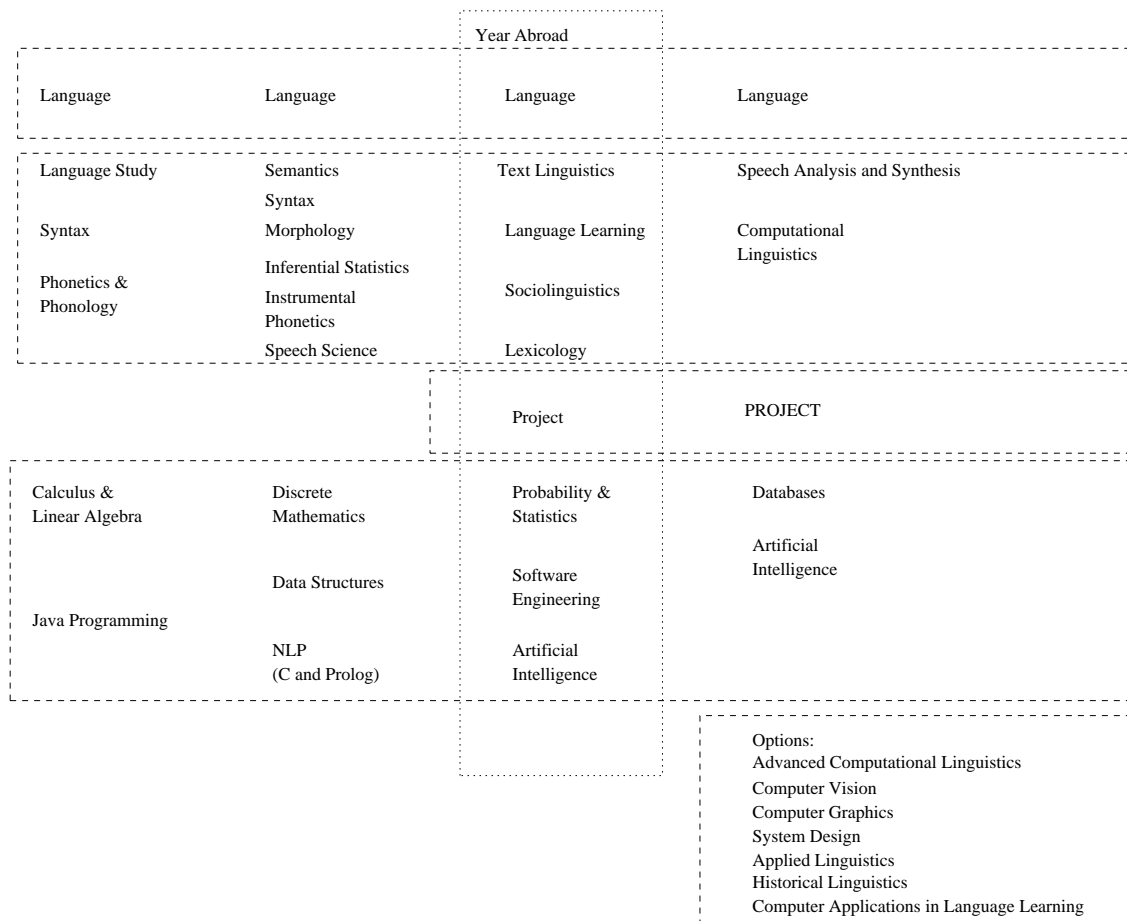 Year Abroad
Language
Language
Language
Language
Language Study
Semantics
Text Linguistics
Speech Analysis and Synthesis
Syntax
Syntax
Morphology
Language Learning
Computational
Linguistics
Inferential Statistics
Phonetics &
Phonology
Instrumental
Phonetics
Sociolinguistics
Speech Science
Lexicology
Project
PROJECT
Calculus &
Linear Algebra
Discrete
Mathematics
Probability &
Statistics
Databases
Artificial
Intelligence
Data Structures
Software
Engineering
Java Programming
NLP
(C and Prolog)
Artificial
Intelligence
Options:
Advanced Computational Linguistics
Computer Vision
Computer Graphics
System Design
Applied Linguistics
Historical Linguistics
Computer Applications in Language Learning